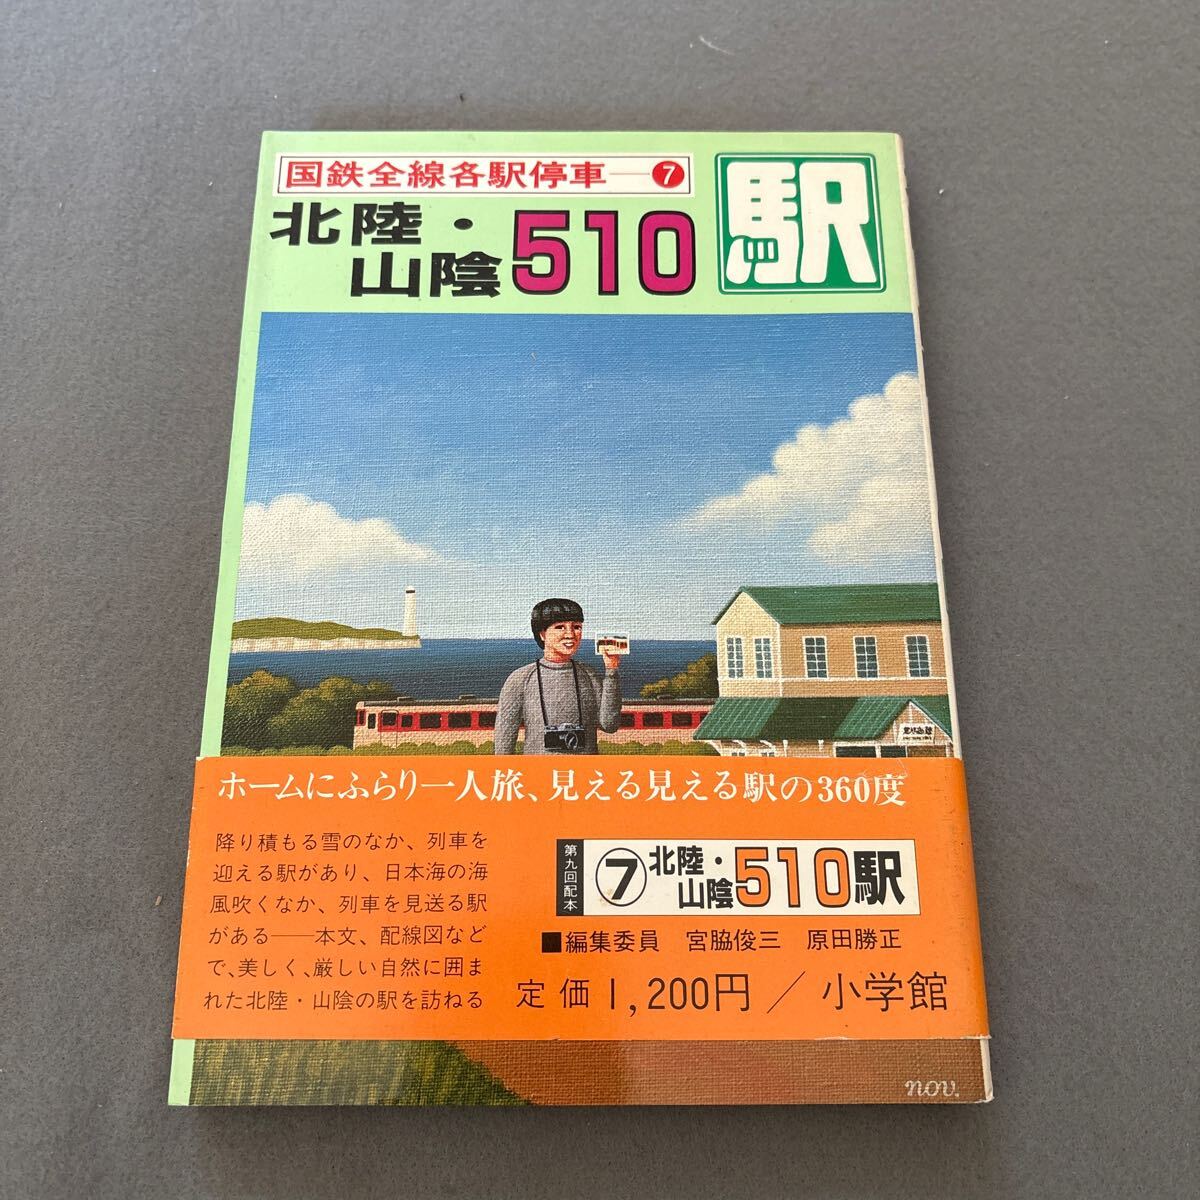 国鉄全線各駅停車―❼
北陸・
山陰510
駅
ホームにふらり一人旅、見える見える駅の360度
降り積もる雪のなか、列車を
迎える駅があり、日本海の海
風吹くなか、列車を見送る駅
がある――本文、配線図など
で、美しく、厳しい自然に囲ま
れた北陸・山陰の駅を訪ねる
第九回配本
⑦北陸・山陰510駅
■編集委員 宮脇俊三 原田勝正
定価1,200円／小学館
nov.